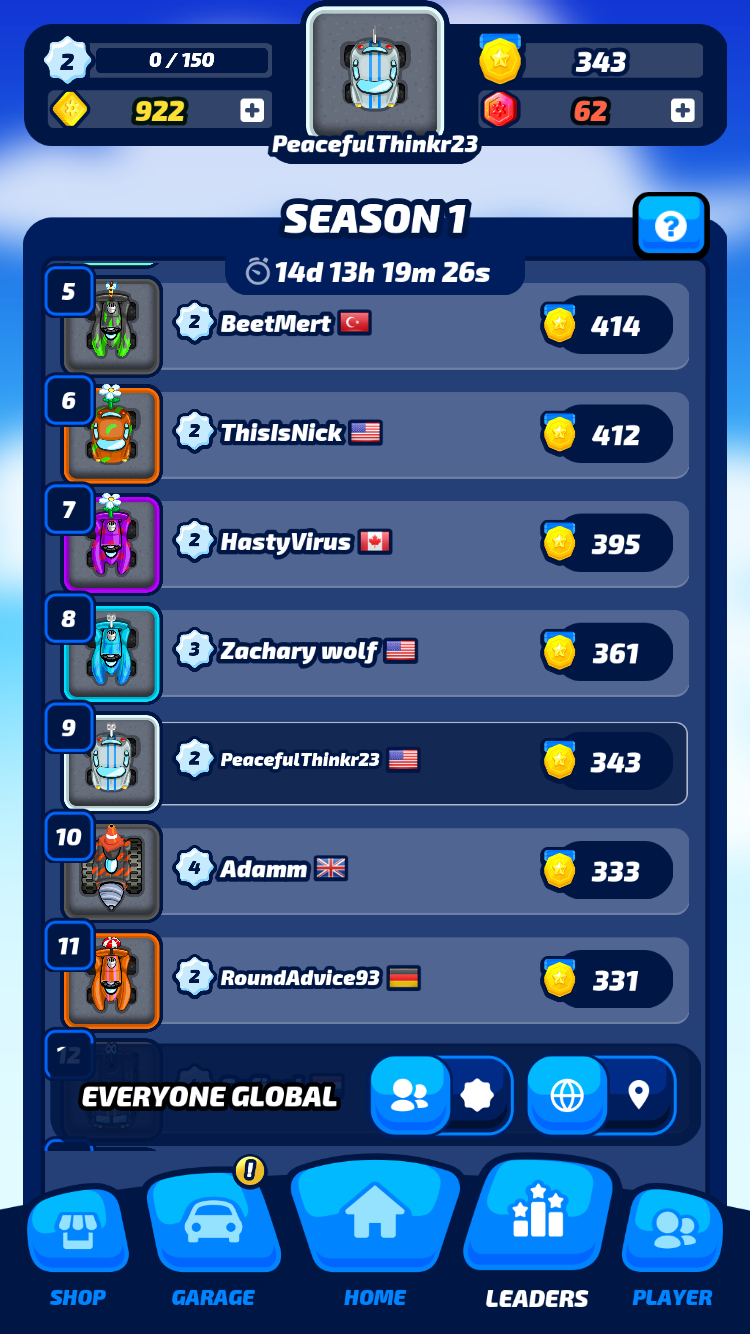 2
0 / 150
343
922
+
62
+
PeacefulThinkr23
SEASON 1
?
14d 13h 19m 26s
5
2 BeetMert
414
6
2 ThisIsNick
412
7
2 HastyVirus
395
8
3 Zachary wolf
361
9
2 PeacefulThinkr23
343
10
4 Adamm
333
11
2 RoundAdvice93
331
12
EVERYONE GLOBAL
!
SHOP
GARAGE
HOME
LEADERS
PLAYER